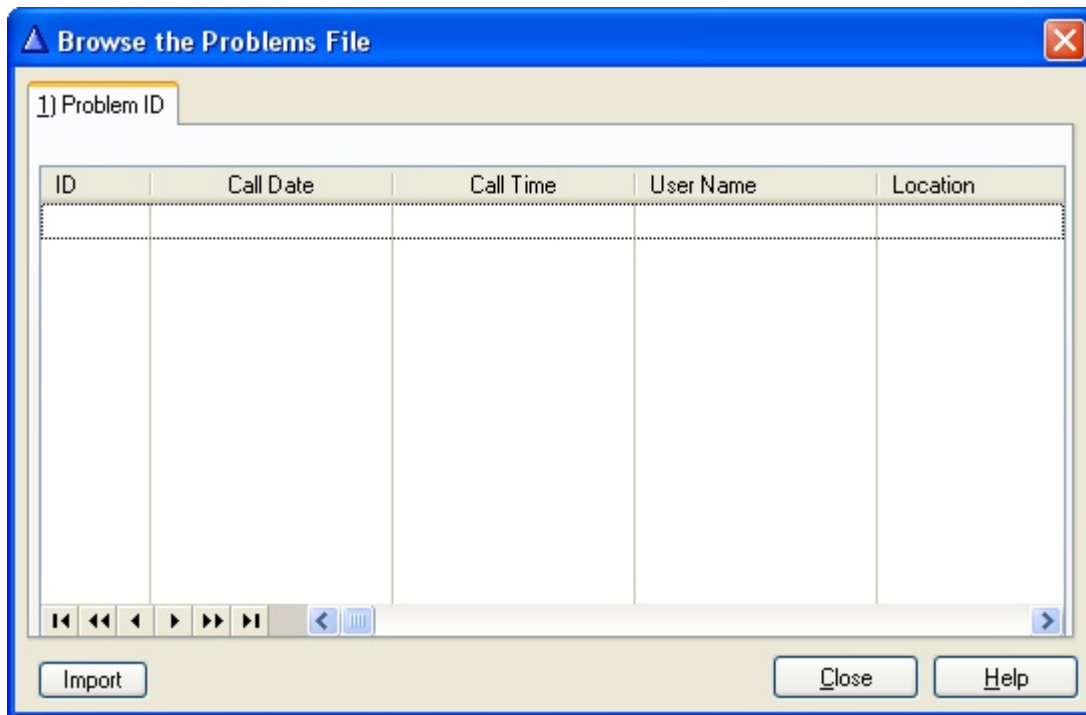 Browse the Problems File
1) Problem ID
ID Call Date Call Time User Name Location
Import Close Help